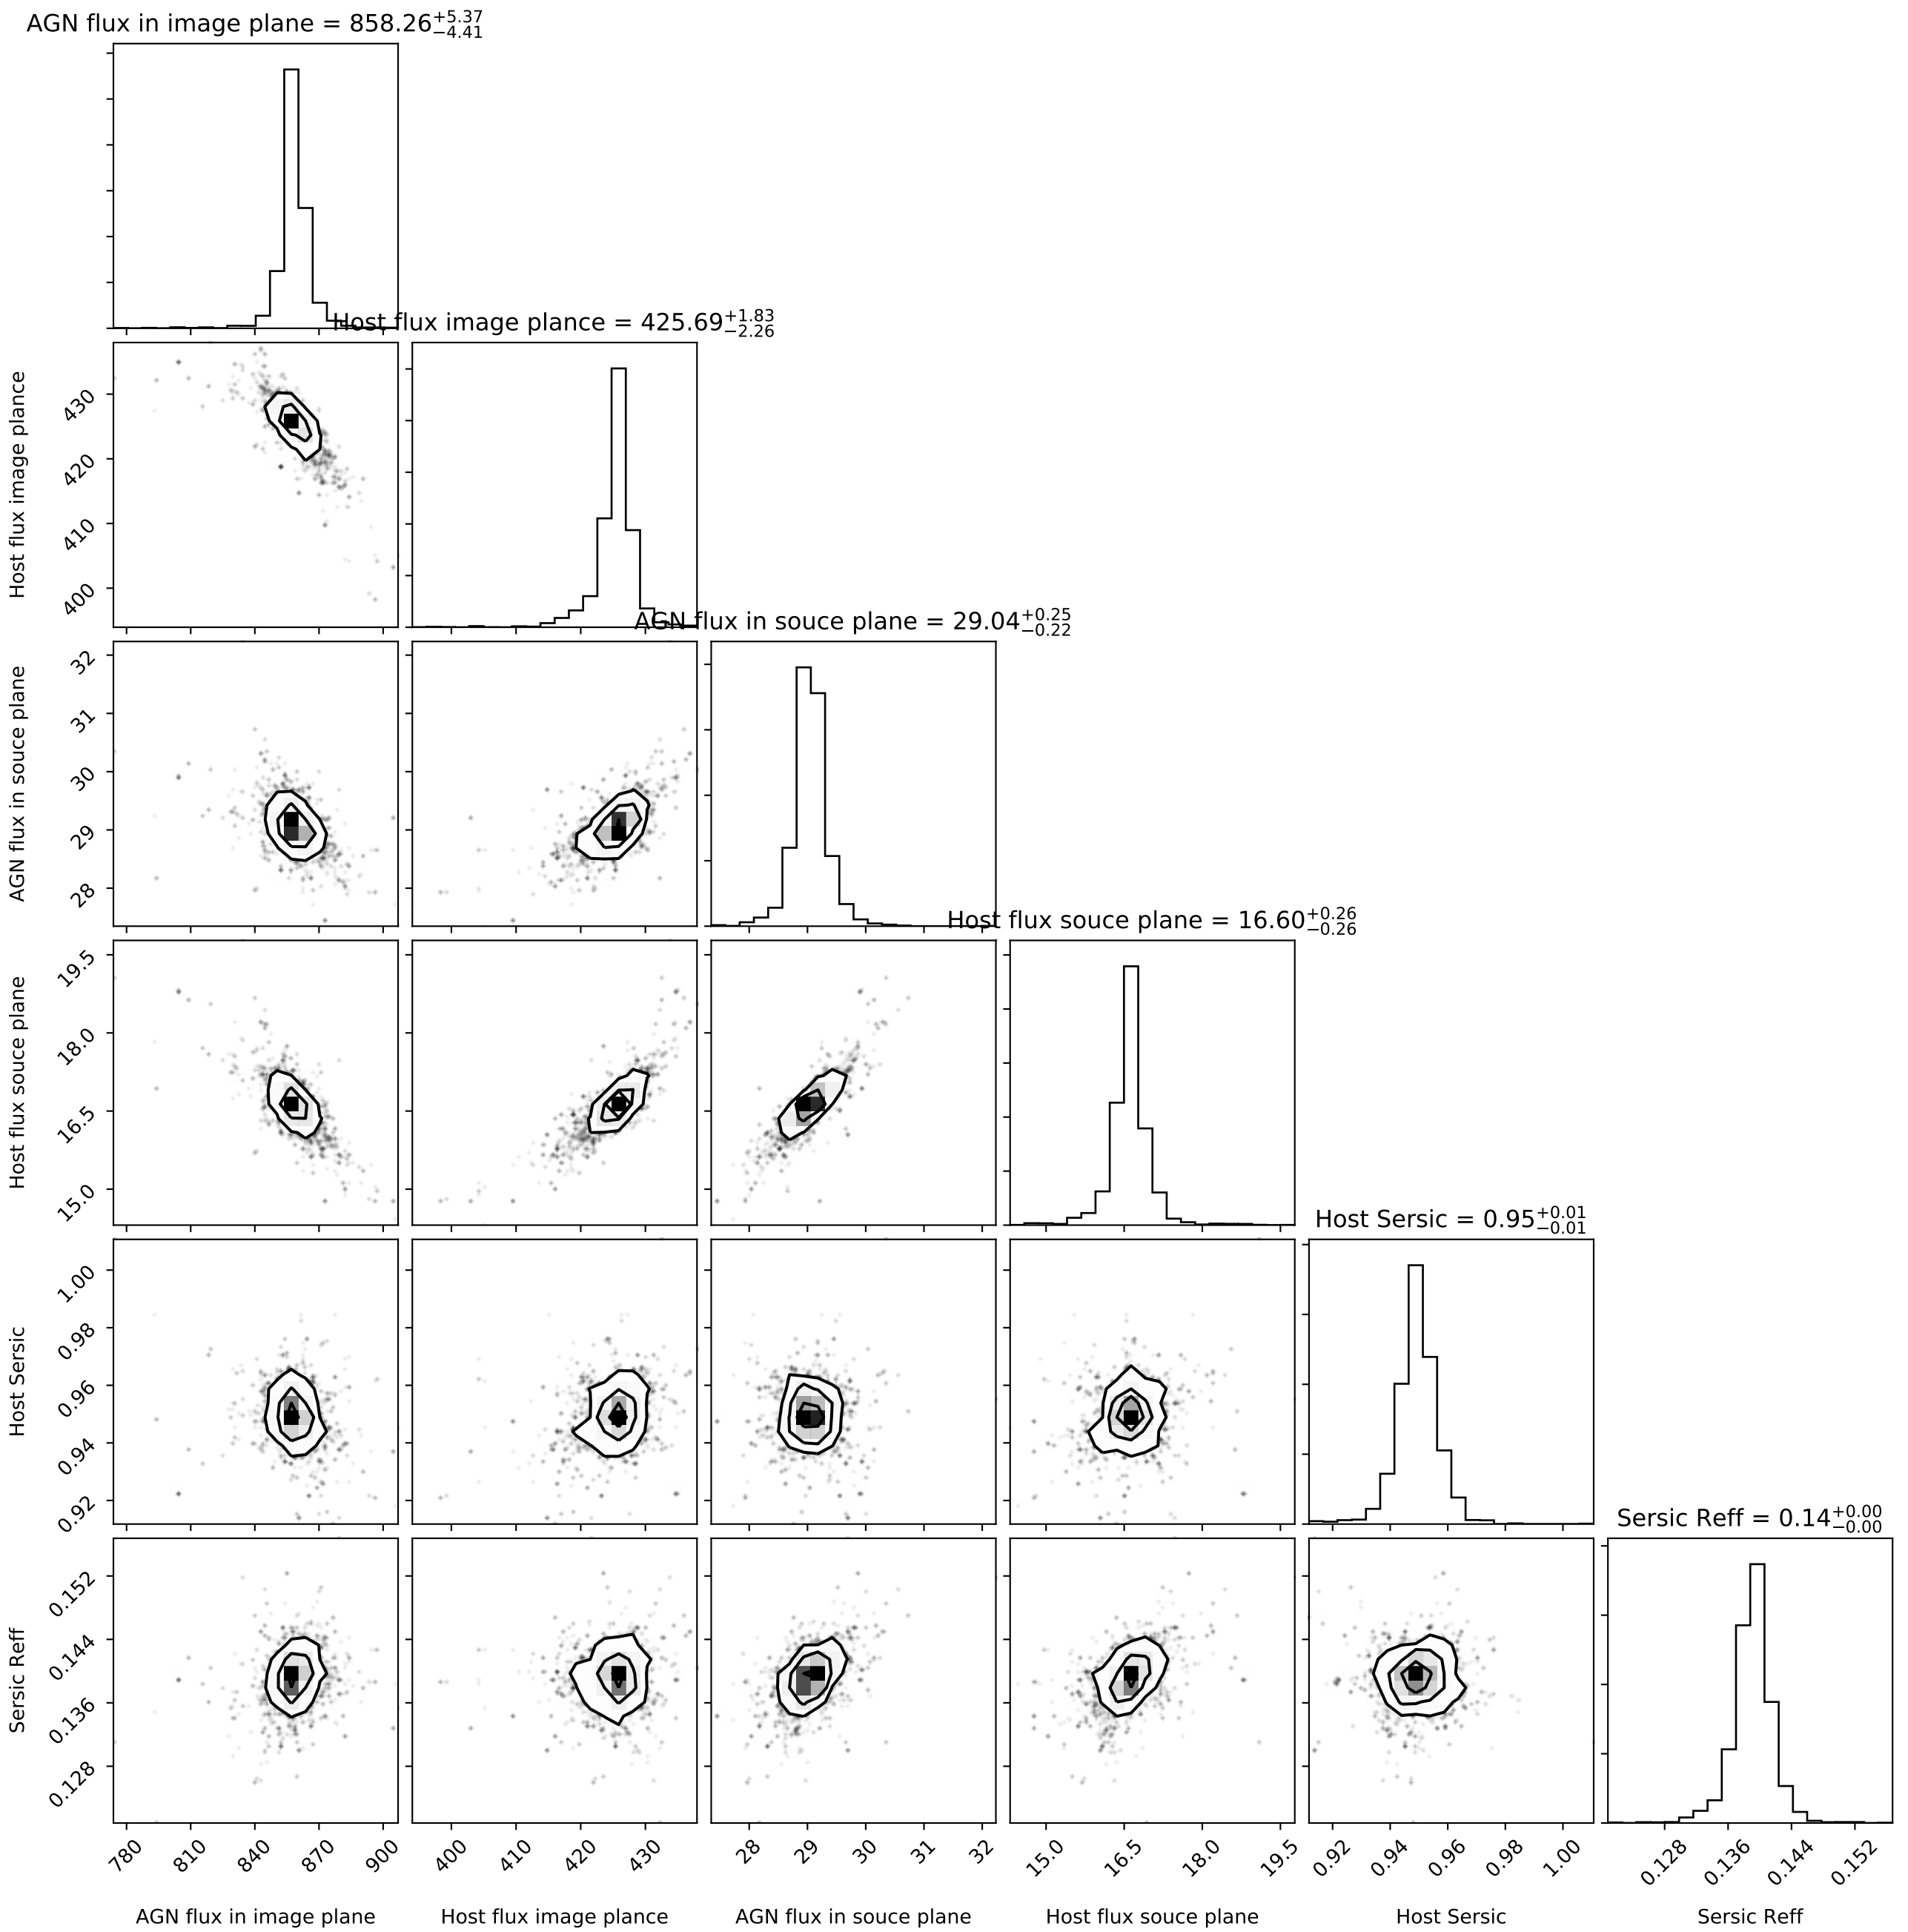 AGN flux in image plane = 858.26 +5.37 −4.41
Host flux image plance = 425.69 +1.83 −2.26
430
420
410
400
Host flux image plance
AGN flux in souce plane = 29.04 +0.25 −0.22
32
31
30
29
28
AGN flux in souce plane
Host flux souce plane = 16.60 +0.26 −0.26
19.5
18.0
16.5
15.0
Host flux souce plane
Host Sersic = 0.95 +0.01 −0.01
1.00
0.98
0.96
0.94
0.92
Host Sersic
Sersic Reff = 0.14 +0.00 −0.00
0.152
0.144
0.136
0.128
Sersic Reff
780 810 840 870 900
400 410 420 430
28 29 30 31 32
15.0 16.5 18.0 19.5
0.92 0.94 0.96 0.98 1.00
0.128 0.136 0.144 0.152
AGN flux in image plane
Host flux image plance
AGN flux in souce plane
Host flux souce plane
Host Sersic
Sersic Reff